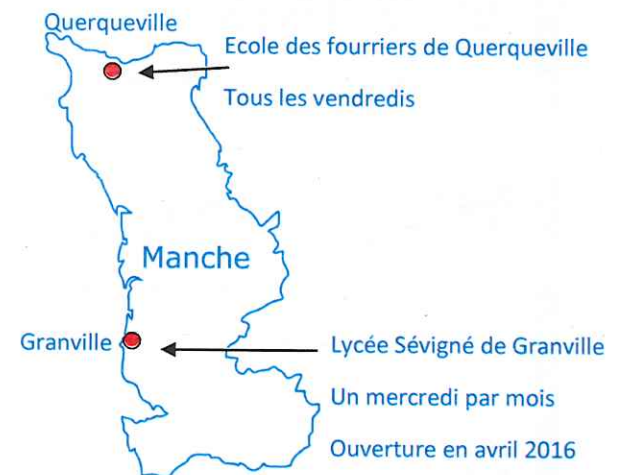 Querqueville
Ecole des fourriers de Querqueville
Tous les vendredis
Manche
Granville
Lycée Sévigné de Granville
Un mercredi par mois
Ouverture en avril 2016